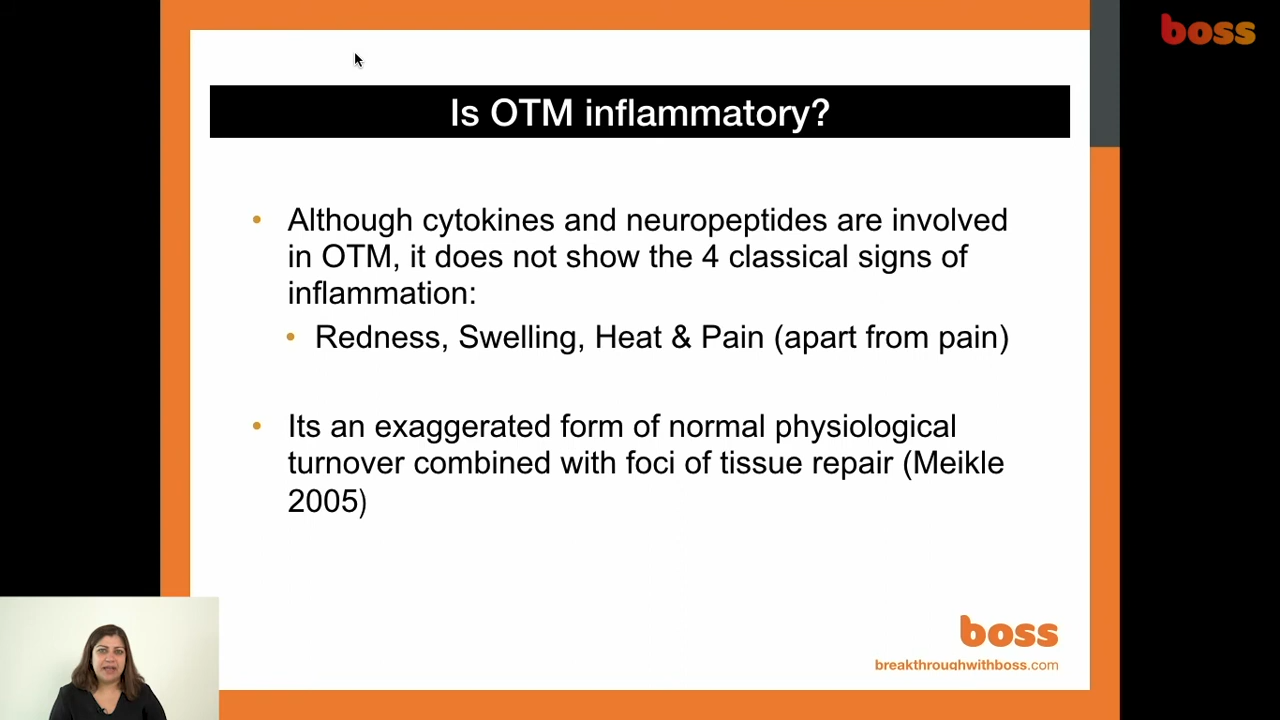 boss
Is OTM inflammatory?
• Although cytokines and neuropeptides are involved
in OTM, it does not show the 4 classical signs of
inflammation:
• Redness, Swelling, Heat & Pain (apart from pain)
• Its an exaggerated form of normal physiological
turnover combined with foci of tissue repair (Meikle
2005)
boss
breakthroughwithboss.com